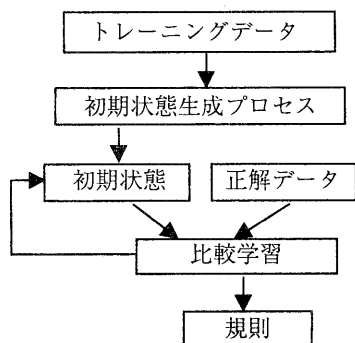 トレーニングデータ
初期状態生成プロセス
初期状態
正解データ
比較学習
規則